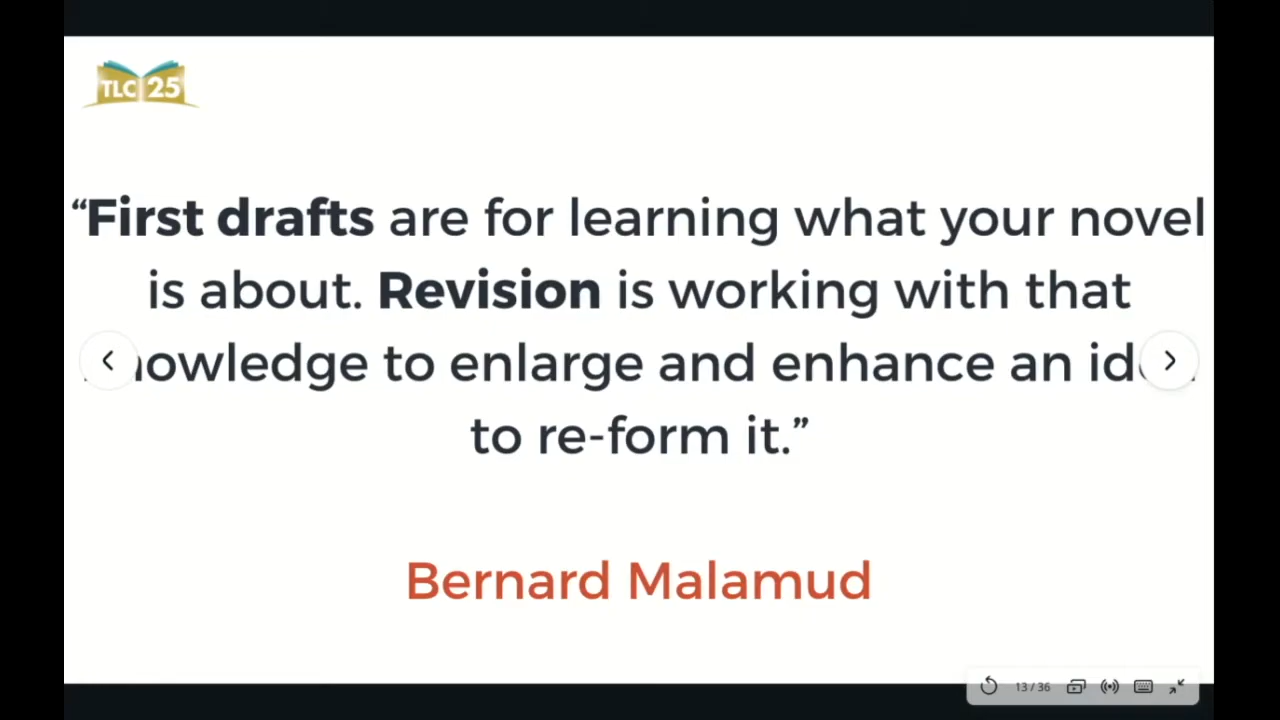 TLC 25
“First drafts are for learning what your novel
is about. Revision is working with that
to enlarge and enhance an
to re-form it.”
Bernard Malamud
13 / 36